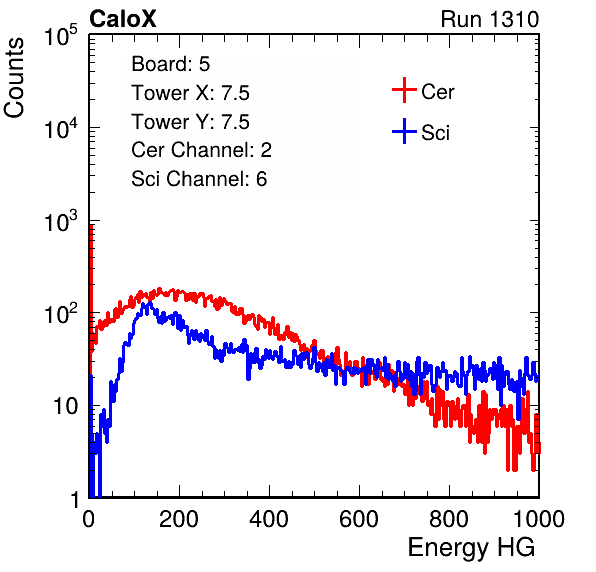 CaloX Run 1310
Counts
10^5
10^4
10^3
10^2
10
1
Board: 5
Tower X: 7.5
Tower Y: 7.5
Cer Channel: 2
Sci Channel: 6
Cer
Sci
0 200 400 600 800 1000
Energy HG